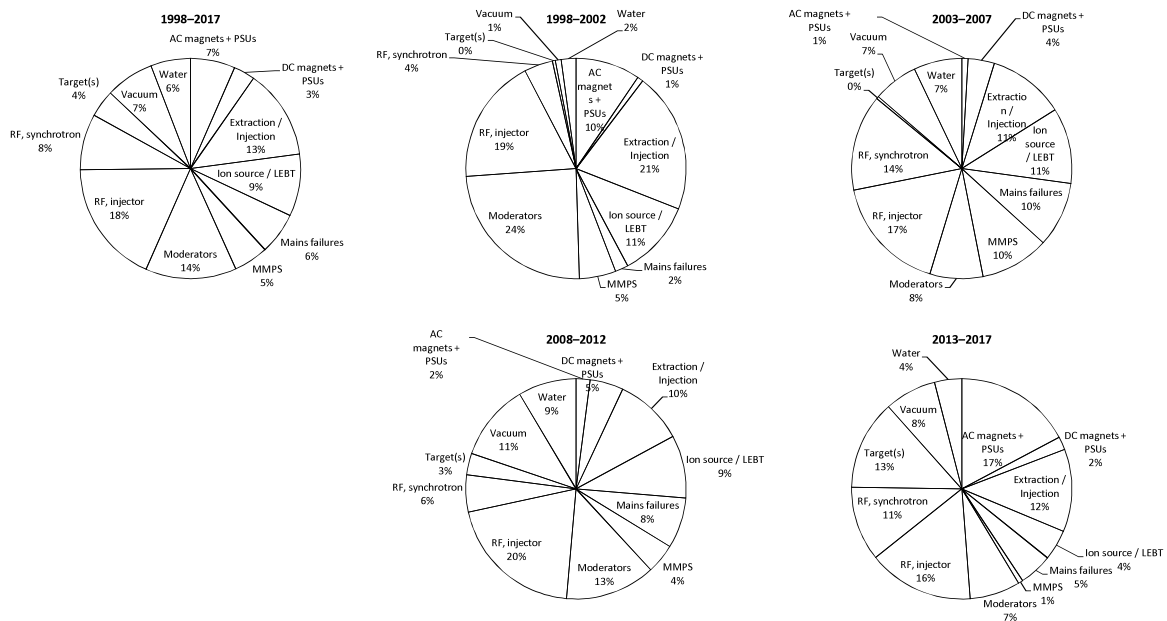 1998–2017
AC magnets + PSUs
7%
DC magnets +
PSUs
3%
Extraction /
Injection
13%
Ion source / LEBT
9%
Mains failures
6%
MMPS
5%
Moderators
14%
RF, injector
18%
RF, synchrotron
8%
Target(s)
4%
Vacuum
7%
Water
6%
1998–2002
AC
magnet
s +
PSUs
10%
DC magnets +
PSUs
1%
Extraction /
Injection
21%
Ion source /
LEBT
11%
Mains failures
2%
MMPS
5%
Moderators
24%
RF, injector
19%
RF, synchrotron
4%
Target(s)
0%
Vacuum
1%
Water
2%
2003–2007
AC magnets +
PSUs
1%
DC magnets +
PSUs
4%
Extractio
n /
Injection
11%
Ion
source
/ LEBT
11%
Mains failures
10%
MMPS
10%
Moderators
8%
RF, injector
17%
RF, synchrotron
14%
Target(s)
0%
Vacuum
7%
Water
7%
2008–2012
AC
magnets +
PSUs
2%
DC magnets +
PSUs
5%
Extraction /
Injection
10%
Ion source / LEBT
9%
Mains failures
8%
MMPS
4%
Moderators
13%
RF, injector
20%
RF, synchrotron
6%
Target(s)
3%
Vacuum
11%
Water
9%
2013–2017
AC magnets +
PSUs
17%
DC magnets +
PSUs
2%
Extraction /
Injection
12%
Ion source / LEBT
4%
Mains failures
5%
MMPS
1%
Moderators
7%
RF, injector
16%
RF, synchrotron
11%
Target(s)
13%
Vacuum
8%
Water
4%